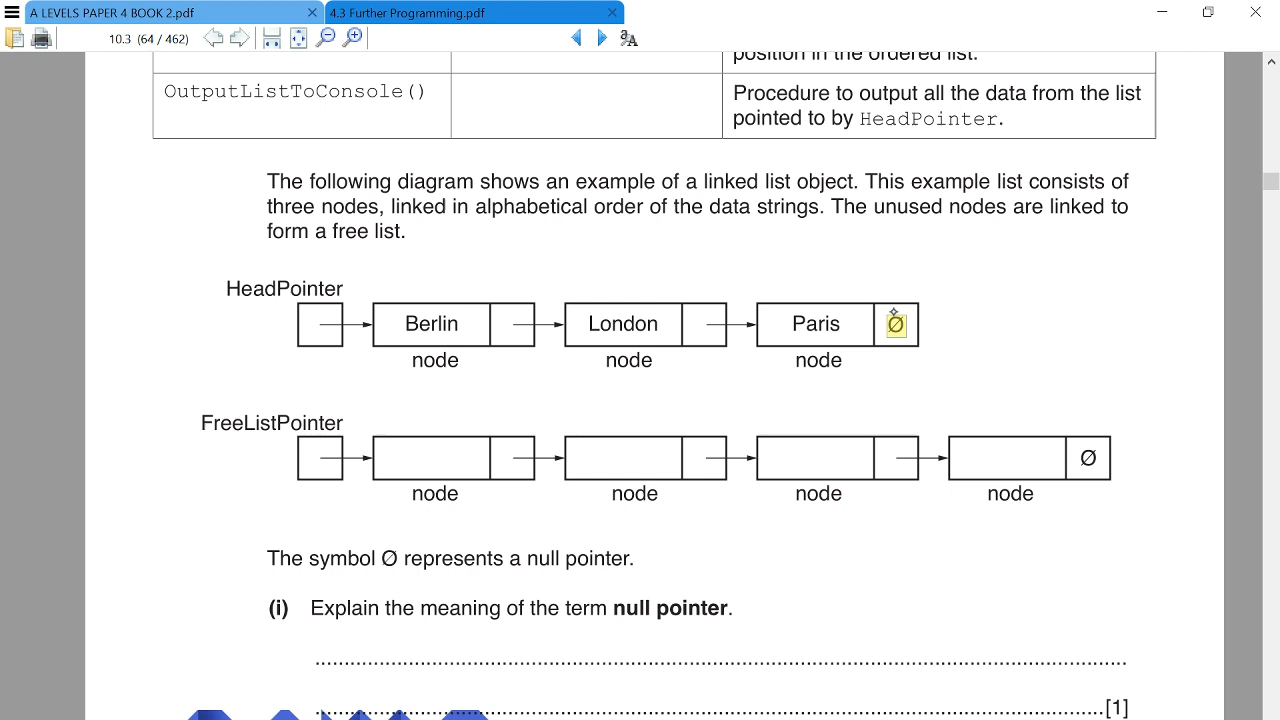 A LEVELS PAPER 4 BOOK 2.pdf
4.3 Further Programming.pdf
10.3 (64 / 462)
position in the ordered list.
OutputListToConsole()
Procedure to output all the data from the list
pointed to by HeadPointer.
The following diagram shows an example of a linked list object. This example list consists of
three nodes, linked in alphabetical order of the data strings. The unused nodes are linked to
form a free list.
HeadPointer
Berlin
London
Paris
Ø
node
node
node
FreeListPointer
Ø
node
node
node
node
The symbol Ø represents a null pointer.
(i) Explain the meaning of the term null pointer.
[1]